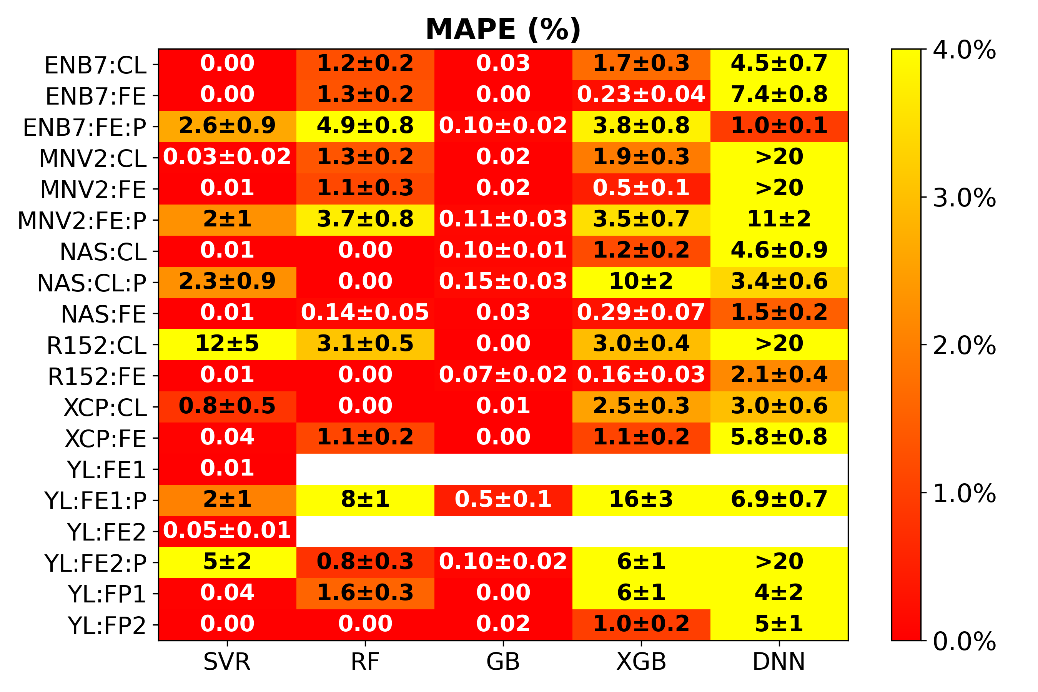 MAPE (%)
ENB7:CL 0.00 1.2±0.2 0.03 1.7±0.3 4.5±0.7 4.0%
ENB7:FE 0.00 1.3±0.2 0.00 0.23±0.04 7.4±0.8
ENB7:FE:P 2.6±0.9 4.9±0.8 0.10±0.02 3.8±0.8 1.0±0.1
MNV2:CL 0.03±0.02 1.3±0.2 0.02 1.9±0.3 >20
MNV2:FE 0.01 1.1±0.3 0.02 0.5±0.1 >20 3.0%
MNV2:FE:P 2±1 3.7±0.8 0.11±0.03 3.5±0.7 11±2
NAS:CL 0.01 0.00 0.10±0.01 1.2±0.2 4.6±0.9
NAS:CL:P 2.3±0.9 0.00 0.15±0.03 10±2 3.4±0.6
NAS:FE 0.01 0.14±0.05 0.03 0.29±0.07 1.5±0.2
R152:CL 12±5 3.1±0.5 0.00 3.0±0.4 >20 2.0%
R152:FE 0.01 0.00 0.07±0.02 0.16±0.03 2.1±0.4
XCP:CL 0.8±0.5 0.00 0.01 2.5±0.3 3.0±0.6
XCP:FE 0.04 1.1±0.2 0.00 1.1±0.2 5.8±0.8
YL:FE1 0.01
YL:FE1:P 2±1 8±1 0.5±0.1 16±3 6.9±0.7 1.0%
YL:FE2 0.05±0.01
YL:FE2:P 5±2 0.8±0.3 0.10±0.02 6±1 >20
YL:FP1 0.04 1.6±0.3 0.00 6±1 4±2
YL:FP2 0.00 0.00 0.02 1.0±0.2 5±1 0.0%
SVR RF GB XGB DNN